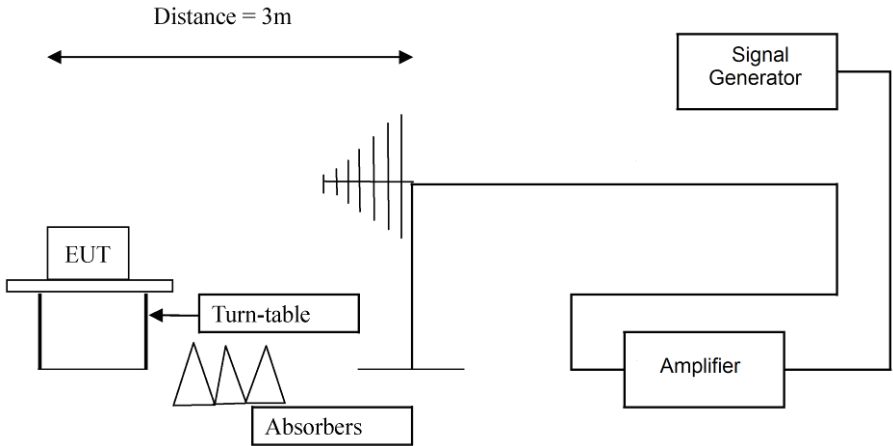 Distance = 3m
Signal
Generator
EUT
Turn-table
Amplifier
Absorbers